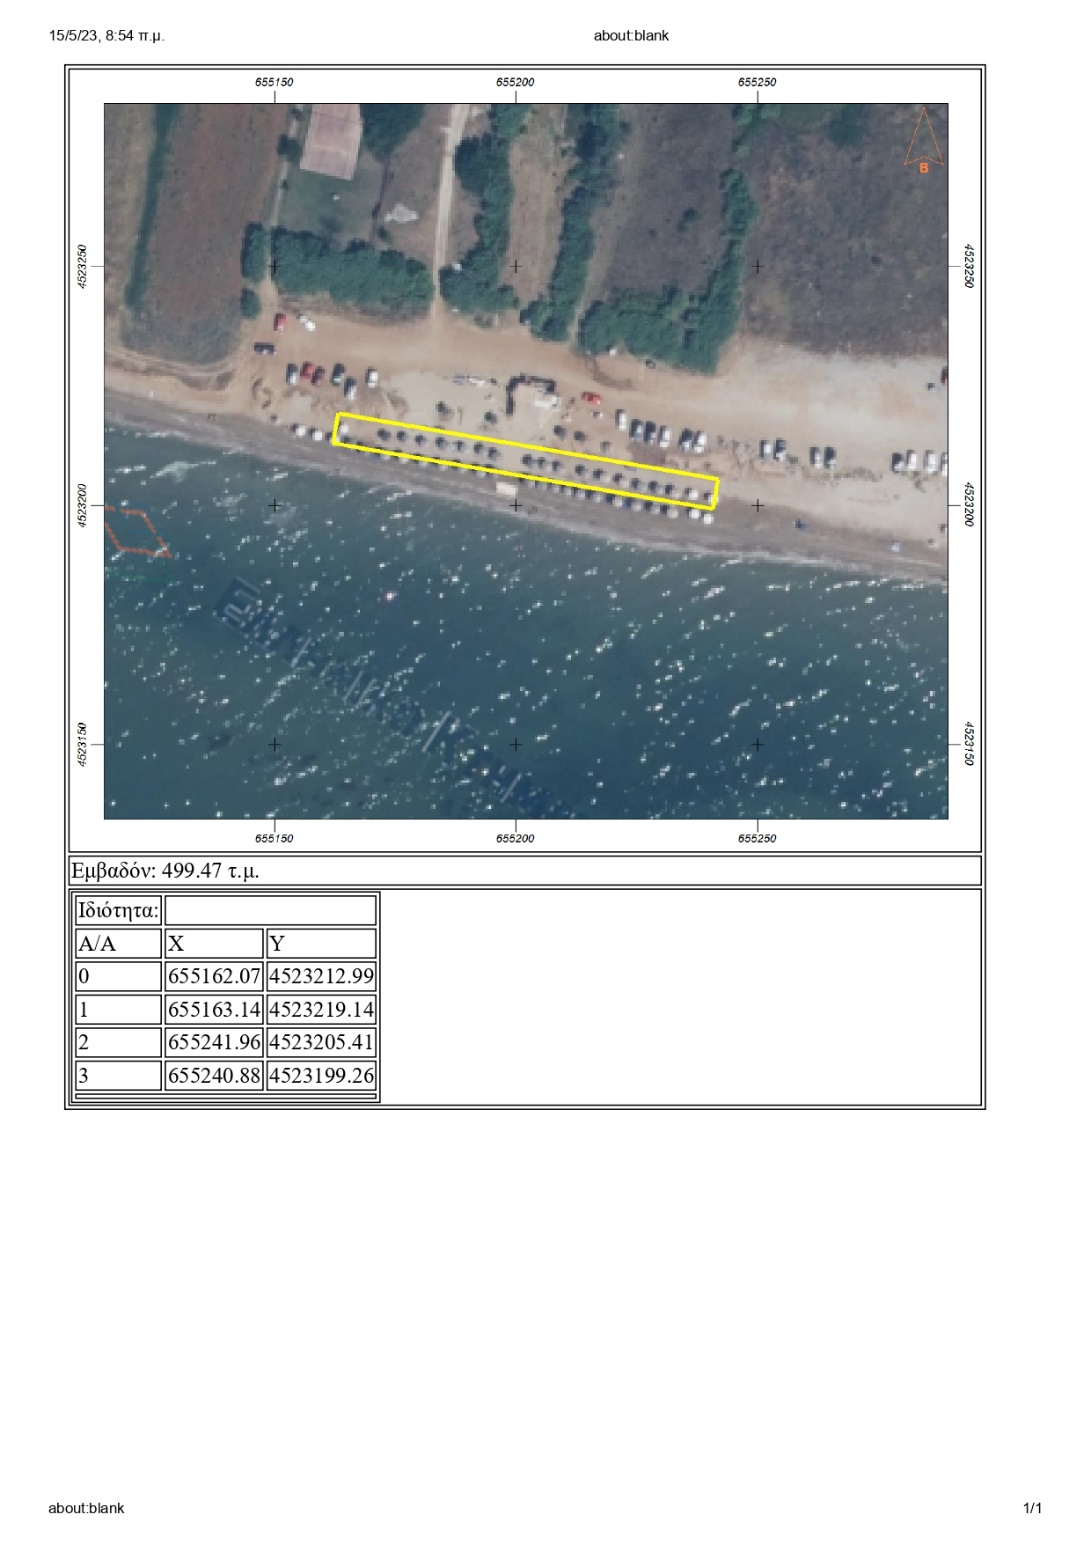 15/5/23, 8:54 π.μ.
about:blank
655150 655200 655250
B
4523250 4523250
4523200 4523200
4523150 4523150
655150 655200 655250
Εμβαδόν: 499.47 τ.μ.
Ιδιότητα:
Α/Α X Y
0 655162.07 4523212.99
1 655163.14 4523219.14
2 655241.96 4523205.41
3 655240.88 4523199.26
about:blank
1/1